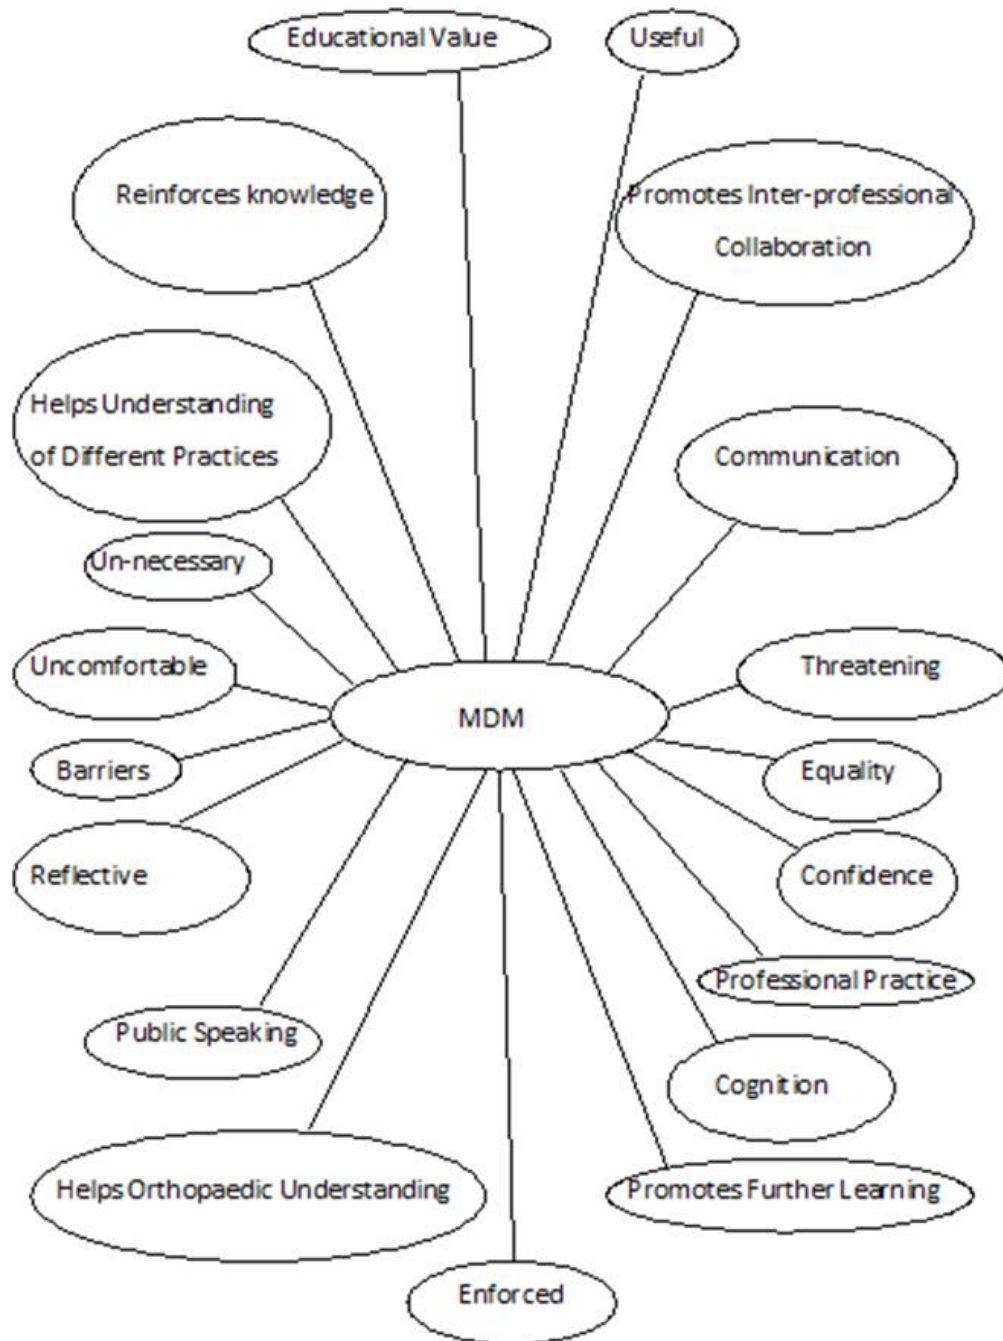 Educational Value
Useful
Reinforces knowledge
Promotes Inter-professional
Collaboration
Helps Understanding
of Different Practices
Communication
Un-necessary
Uncomfortable
Threatening
MDM
Barriers
Equality
Reflective
Confidence
Professional Practice
Public Speaking
Cognition
Helps Orthopaedic Understanding
Promotes Further Learning
Enforced